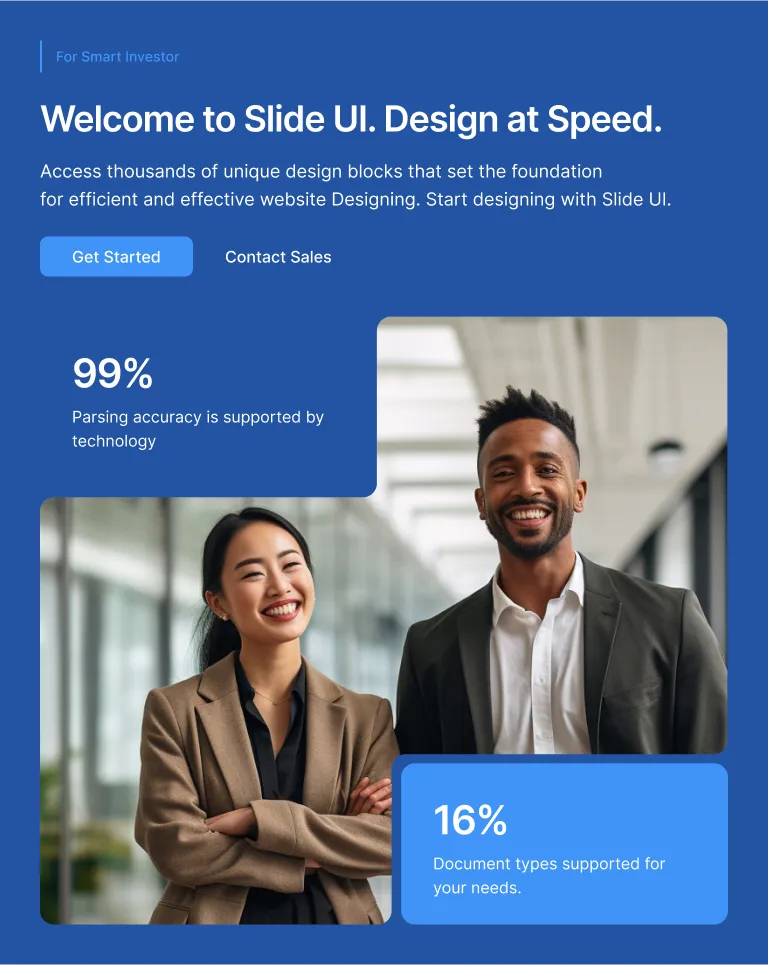 For Smart Investor
Welcome to Slide UI. Design at Speed.
Access thousands of unique design blocks that set the foundation
for efficient and effective website Designing. Start designing with Slide UI.
Get Started
Contact Sales
99%
Parsing accuracy is supported by
technology
16%
Document types supported for
your needs.